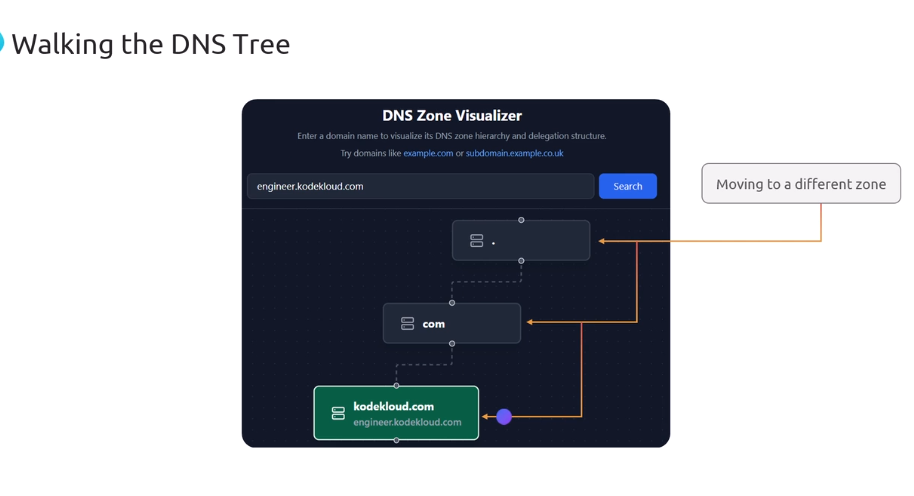 Walking the DNS Tree
DNS Zone Visualizer
Enter a domain name to visualize its DNS zone hierarchy and delegation structure.
Try domains like example.com or subdomain.example.co.uk
engineer.kodekloud.com
Search
Moving to a different zone
.
com
kodekloud.com
engineer.kodekloud.com